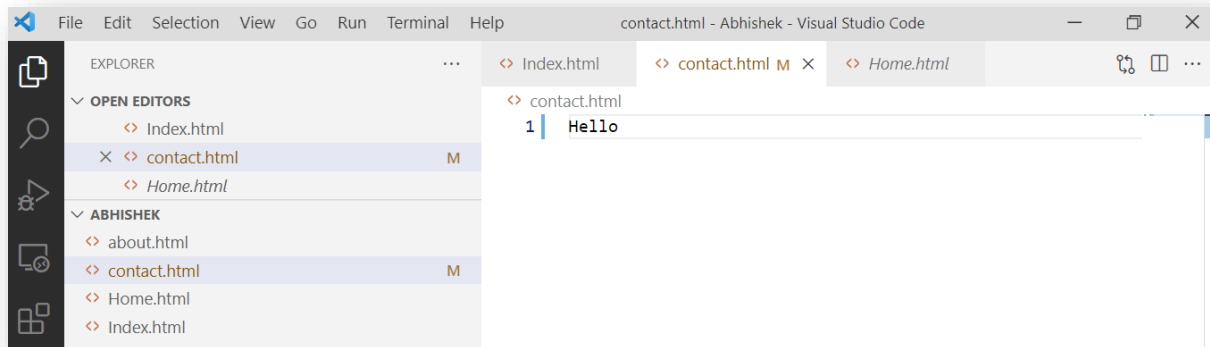 File Edit Selection View Go Run Terminal Help contact.html - Abhishek - Visual Studio Code
EXPLORER
OPEN EDITORS
Index.html
contact.html M
Home.html
ABHISHEK
about.html
contact.html M
Home.html
Index.html
Index.html contact.html M Home.html
contact.html
1 Hello